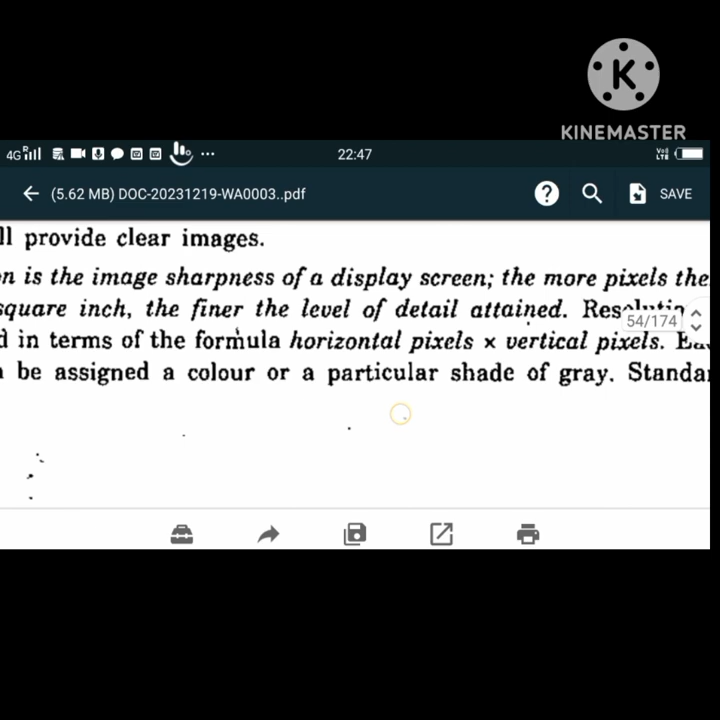 KINEMASTER
4G R 22:47 Vo) LTE
(5.62 MB) DOC-20231219-WA0003..pdf ? SAVE
ll provide clear images.
n is the image sharpness of a display screen; the more pixels the
square inch, the finer the level of detail attained.
54/174
d in terms of the formula horizontal pixels × vertical pixels.
be assigned a colour or a particular shade of gray. Standa